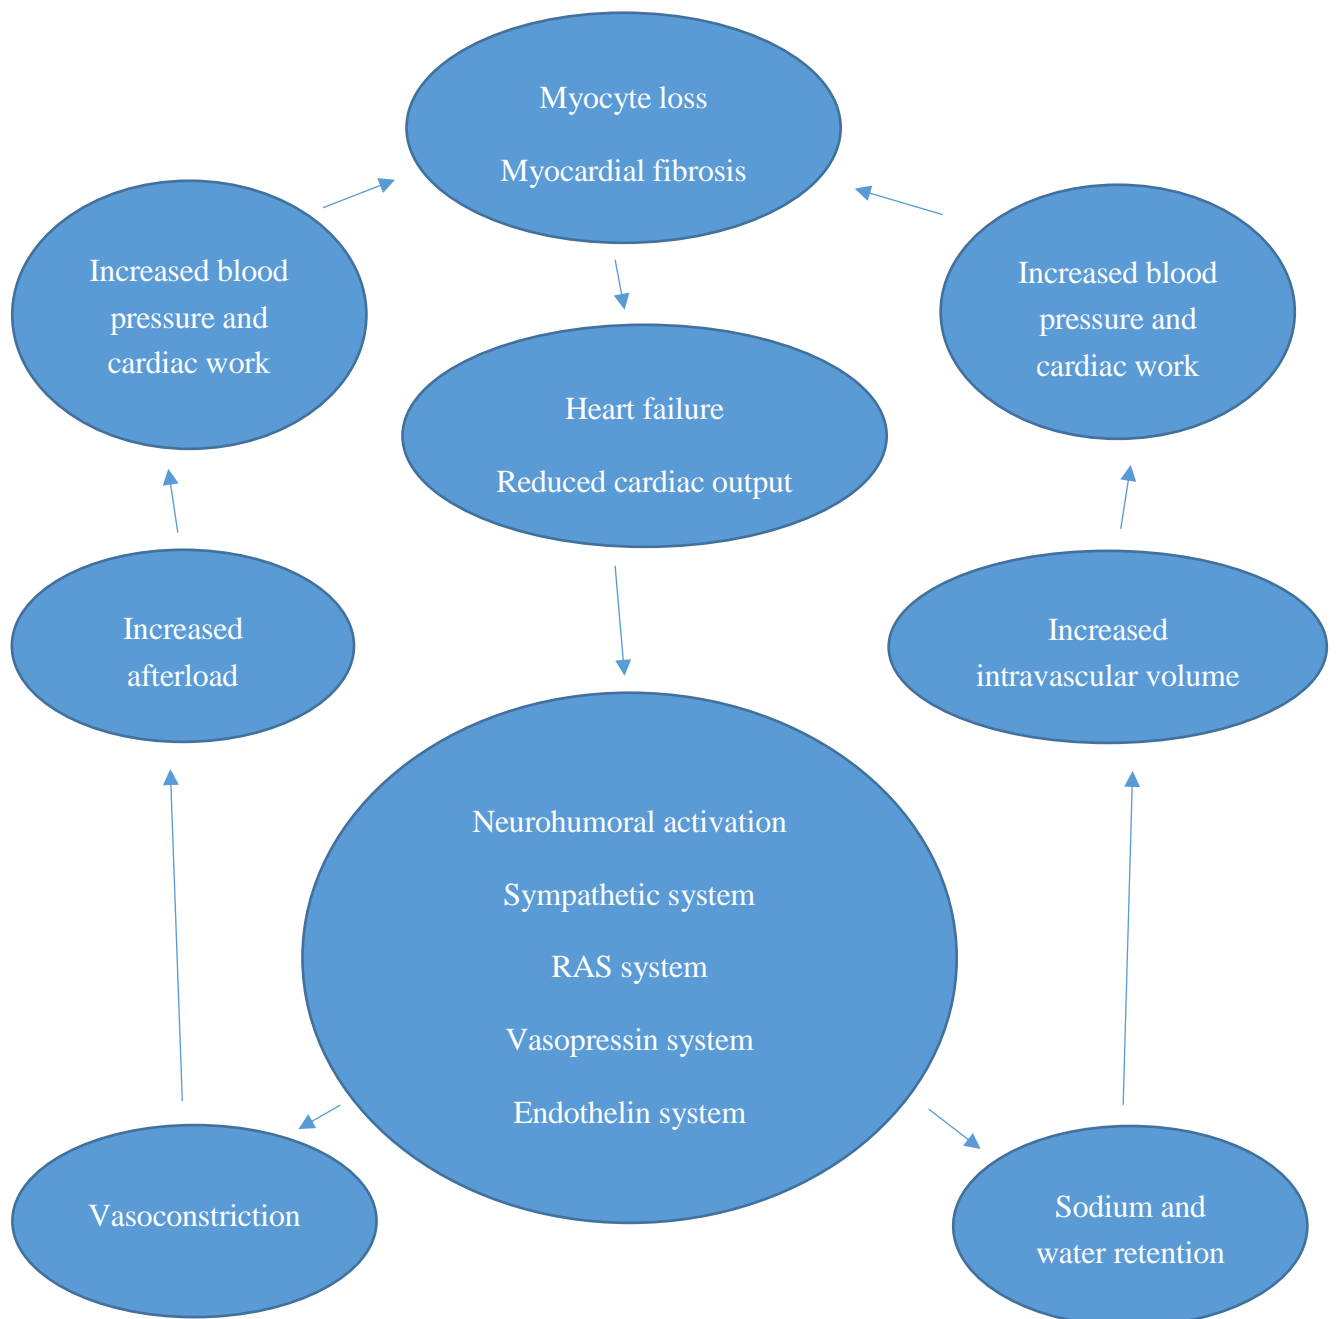 Myocyte loss
Myocardial fibrosis
Increased blood
pressure and
cardiac work
Increased blood
pressure and
cardiac work
Heart failure
Reduced cardiac output
Increased
afterload
Increased
intravascular volume
Neurohumoral activation
Sympathetic system
RAS system
Vasopressin system
Endothelin system
Vasoconstriction
Sodium and
water retention